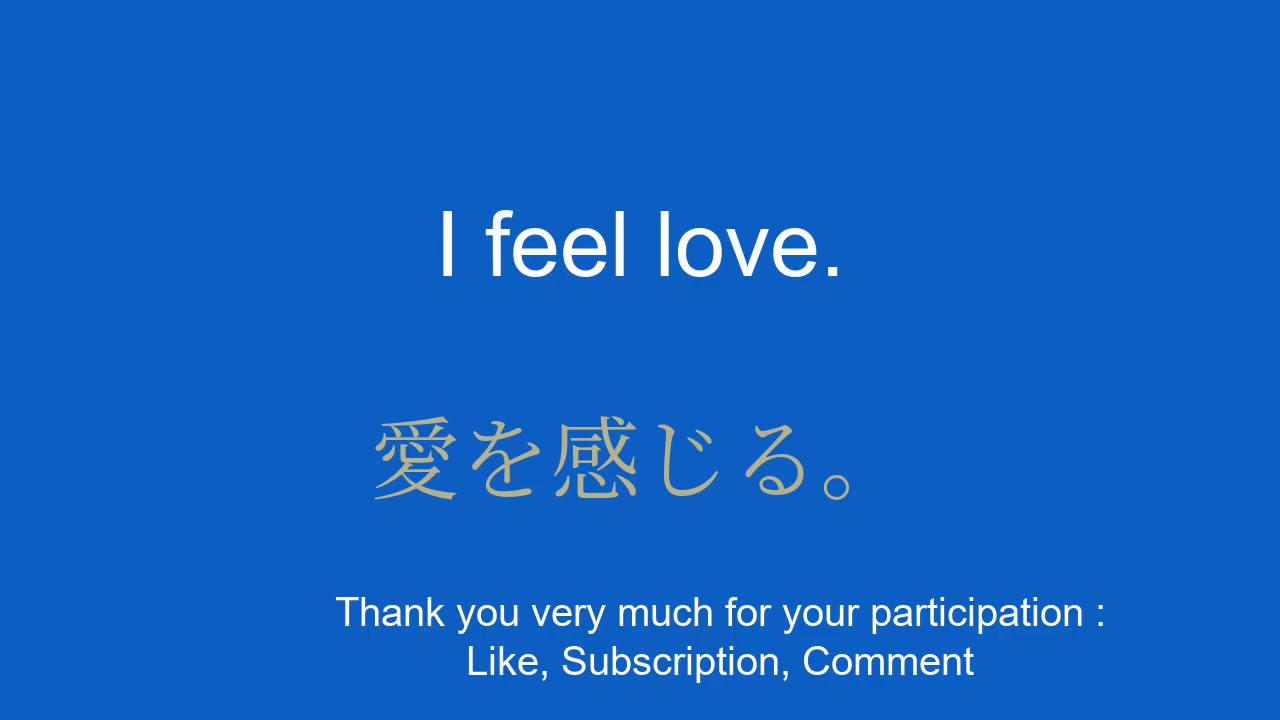 I feel love.
愛を感じる。
Thank you very much for your participation :
Like, Subscription, Comment